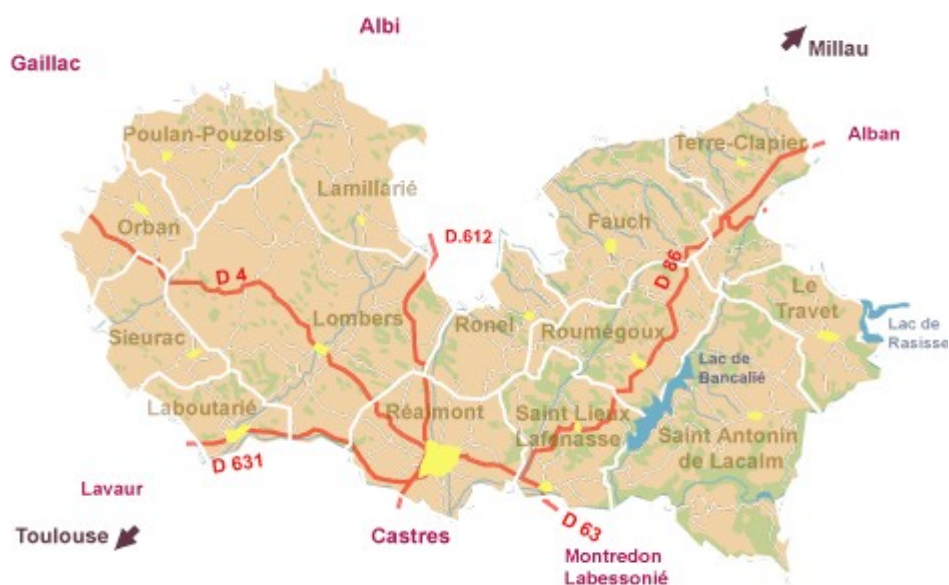 Albi
Millau
Gaillac
Alban
Poulan-Pouzols
Terre-Clapier
Lamillarié
Orban
Fauch
D.612
D 4
D 86
Le
Travet
Lombers
Ronel
Roumégoux
Sieurac
Lac de
Rasisse
Lac de
Bancalié
Laboutarié
Réalmont
Saint Lieux
Lafenasse
Saint Antonin
de Lacalm
D 631
Lavaur
Toulouse
Castres
D 63
Montredon
Labessonié